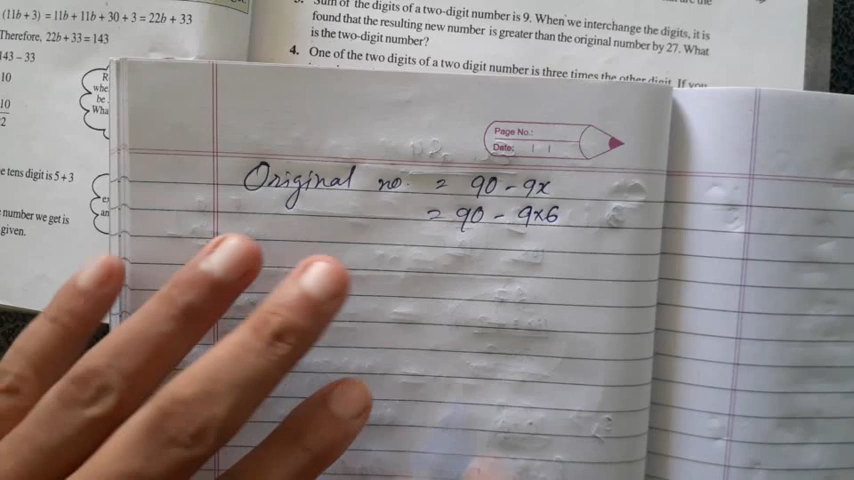 (11b + 3) = 11b + 11b + 30 + 3 = 22b + 33
Therefore, 22b + 33 = 143
143 – 33
10
10
2
e tens digit is 5 + 3
number we get is
given.
Sum of the digits of a two-digit number is 9. When we interchange the digits, it is
found that the resulting new number is greater than the original number by 27. What
is the two-digit number?
4. One of the two digits of a two digit number is three times the other digit. If you
whe
be
Wha
Page No.:
Date:
Original no. = 90 - 9x
= 90 - 9x6